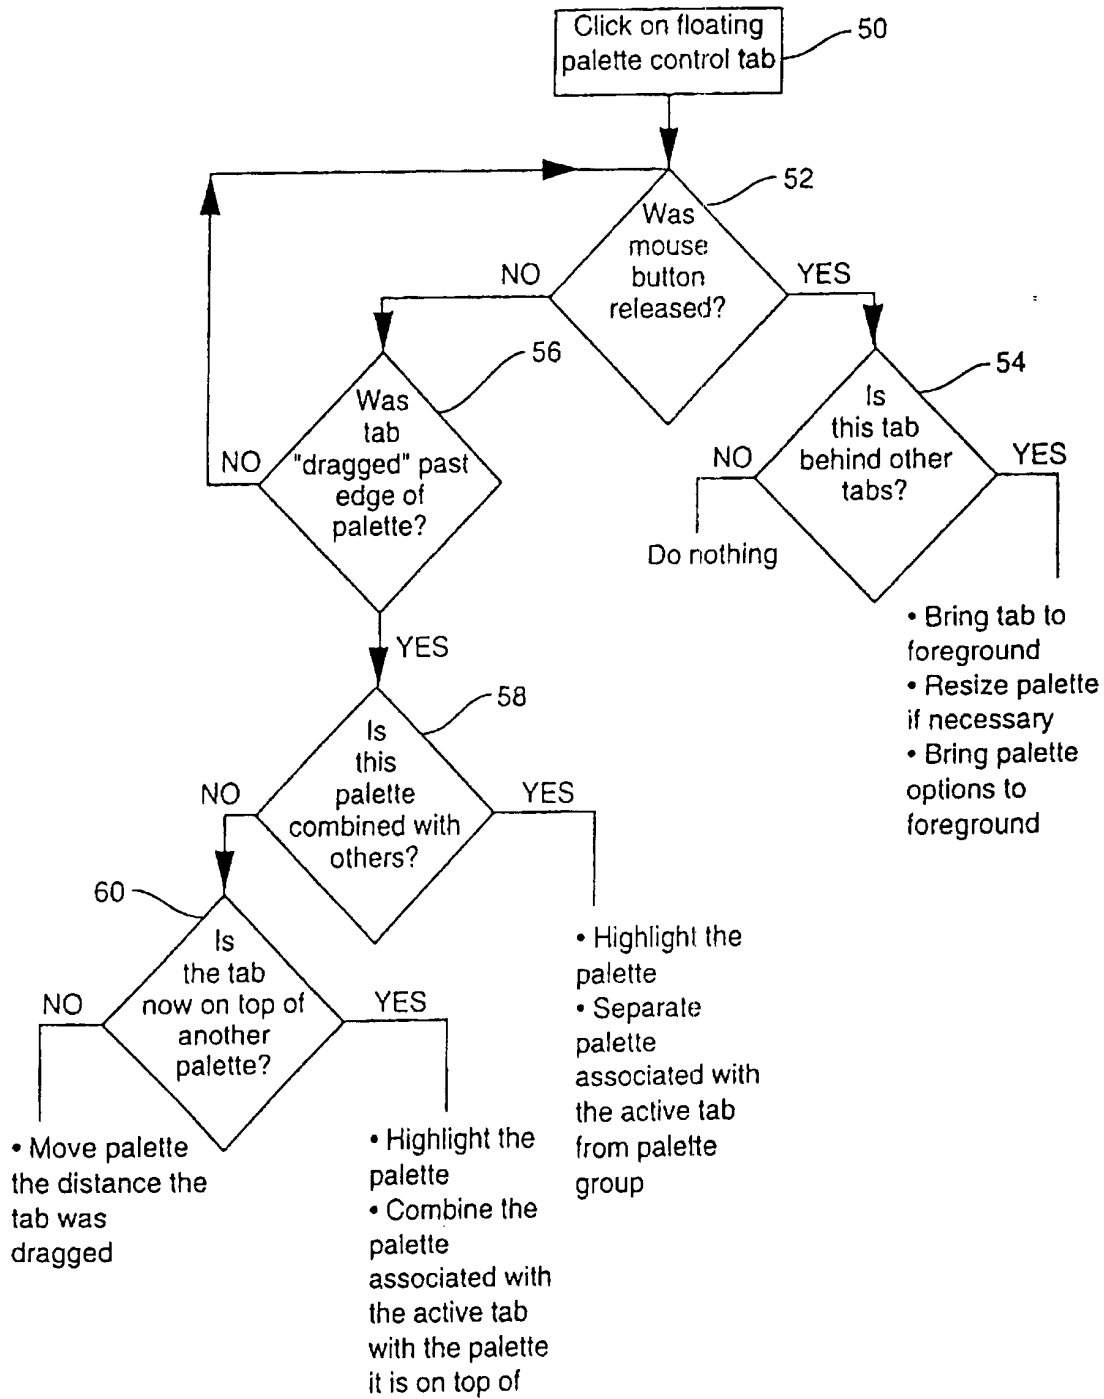 Click on floating
palette control tab
50
52
Was
mouse
button
released?
NO
YES
56
Was
tab
"dragged" past
edge of
palette?
NO
YES
54
Is
this tab
behind other
tabs?
NO
YES
Do nothing
• Bring tab to
foreground
• Resize palette
if necessary
• Bring palette
options to
foreground
58
Is
this
palette
combined with
others?
NO
YES
• Highlight the
palette
• Separate
palette
associated with
the active tab
from palette
group
60
Is
the tab
now on top of
another
palette?
NO
YES
• Move palette
the distance the
tab was
dragged
• Highlight the
palette
• Combine the
palette
associated with
the active tab
with the palette
it is on top of